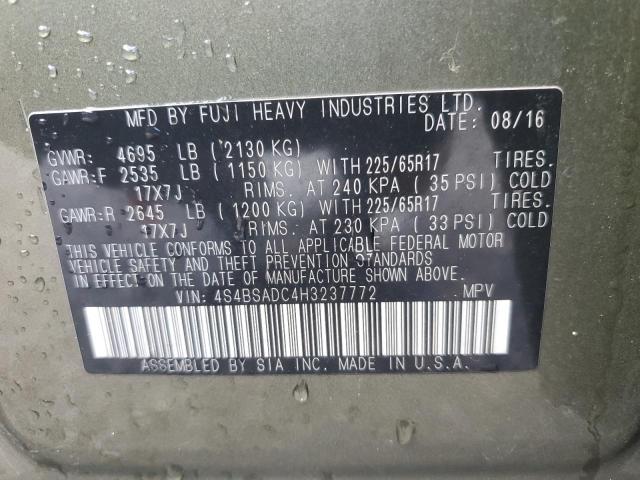 MFD BY FUJI HEAVY INDUSTRIES LTD.
DATE: 08/16
GVWR: 4695 LB (2130 KG)
GAWR:F 2535 LB (1150 KG) WITH 225/65R17 TIRES.
17X7J RIMS. AT 240 KPA (35 PSI) COLD
GAWR:R 2645 LB (1200 KG) WITH 225/65R17 TIRES.
17X7J RIMS. AT 230 KPA (33 PSI) COLD
THIS VEHICLE CONFORMS TO ALL APPLICABLE FEDERAL MOTOR
VEHICLE SAFETY AND THEFT PREVENTION STANDARDS
IN EFFECT ON THE DATE OF MANUFACTURE SHOWN ABOVE.
VIN: 4S4BSADC4H3237772 MPV
ASSEMBLED BY SIA INC. MADE IN U.S.A.